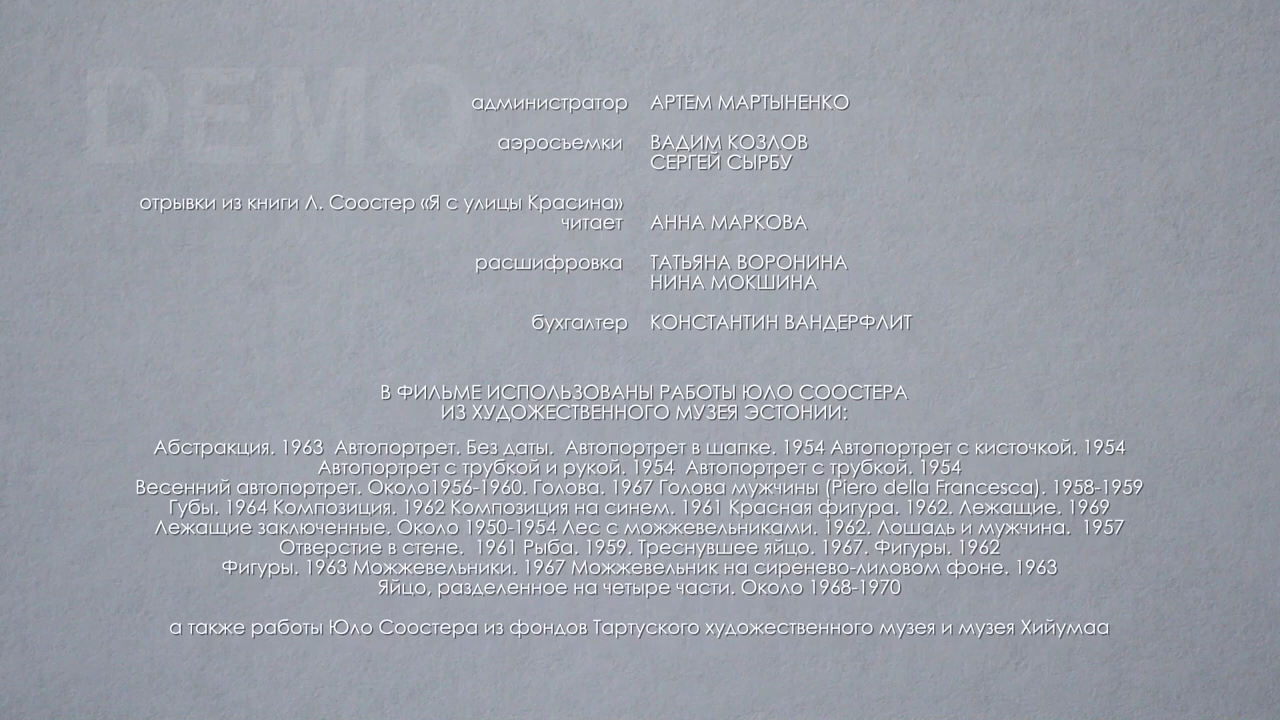 DEMO
администратор АРТЕМ МАРТЫНЕНКО
аэросъемки ВАДИМ КОЗЛОВ
СЕРГЕЙ СЫРБУ
отрывки из книги Л. Соостер «Я с улицы Красина»
читает АННА МАРКОВА
расшифровка ТАТЬЯНА ВОРОНИНА
НИНА МОКШИНА
бухгалтер КОНСТАНТИН ВАНДЕРФЛИТ
В ФИЛЬМЕ ИСПОЛЬЗОВАНЫ РАБОТЫ ЮЛО СООСТЕРА
ИЗ ХУДОЖЕСТВЕННОГО МУЗЕЯ ЭСТОНИИ:
Абстракция. 1963 Автопортрет. Без даты. Автопортрет в шапке. 1954 Автопортрет с кисточкой. 1954
Автопортрет с трубкой и рукой. 1954 Автопортрет с трубкой. 1954
Весенний автопортрет. Около1956-1960. Голова. 1967 Голова мужчины (Piero della Francesca). 1958-1959
Губы. 1964 Композиция. 1962 Композиция на синем. 1961 Красная фигура. 1962. Лежащие. 1969
Лежащие заключенные. Около 1950-1954 Лес с можжевельниками. 1962. Лошадь и мужчина. 1957
Отверстие в стене. 1961 Рыба. 1959. Треснувшее яйцо. 1967. Фигуры. 1962
Фигуры. 1963 Можжевельники. 1967 Можжевельник на сиренево-лиловом фоне. 1963
Яйцо, разделенное на четыре части. Около 1968-1970
а также работы Юло Соостера из фондов Тартуского художественного музея и музея Хийумаа